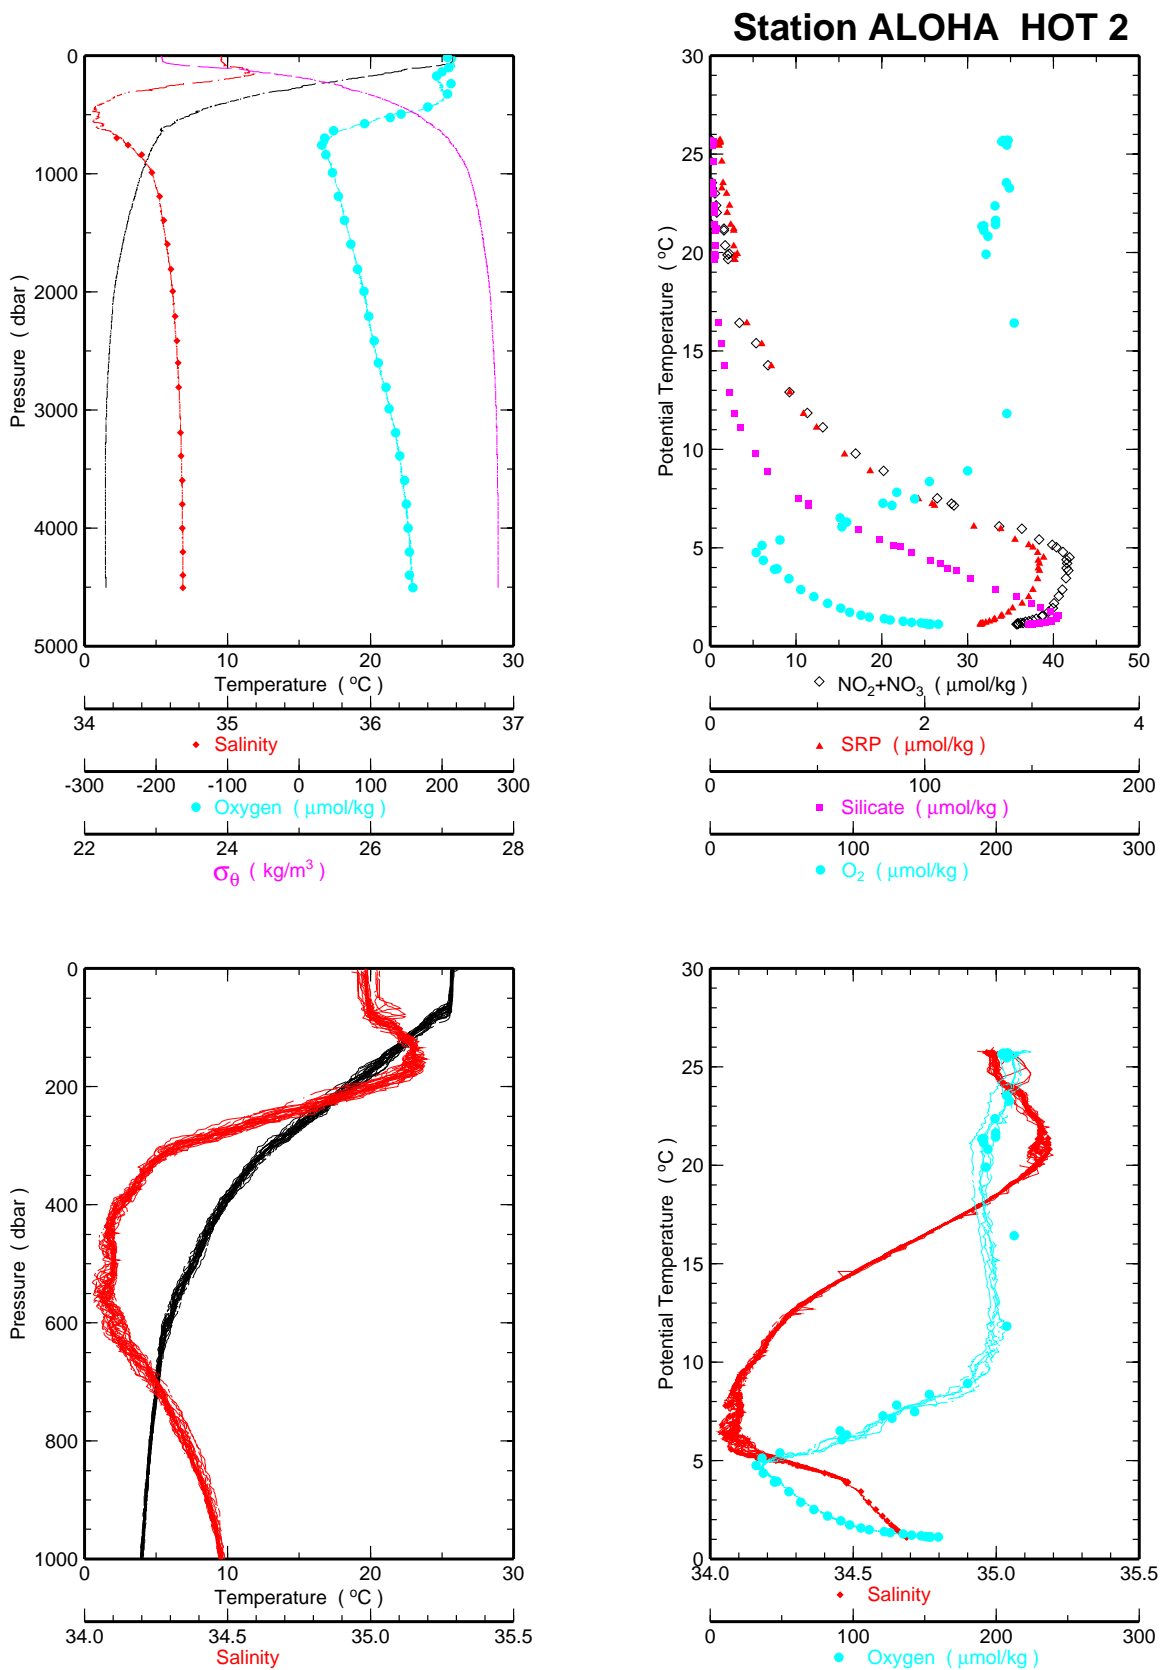 Station ALOHA HOT 2
0
1000
2000
3000
4000
5000
Pressure ( dbar)
0 10 20 30
Temperature ( °C)
34 35 36 37
Salinity
-300 -200 -100 0 100 200 300
Oxygen ( μmol/kg)
22 24 26 28
σθ ( kg/m³)
30
25
20
15
10
5
0
Potential Temperature ( °C)
0 10 20 30 40 50
NO₂+NO₃ ( μmol/kg)
0 2 4
SRP ( μmol/kg)
0 100 200
Silicate ( μmol/kg)
0 100 200 300
O₂ ( μmol/kg)
0
200
400
600
800
1000
Pressure ( dbar)
0 10 20 30
Temperature ( °C)
34.0 34.5 35.0 35.5
Salinity
30
25
20
15
10
5
0
Potential Temperature ( °C)
34.0 34.5 35.0 35.5
Salinity
0 100 200 300
Oxygen ( μmol/kg)